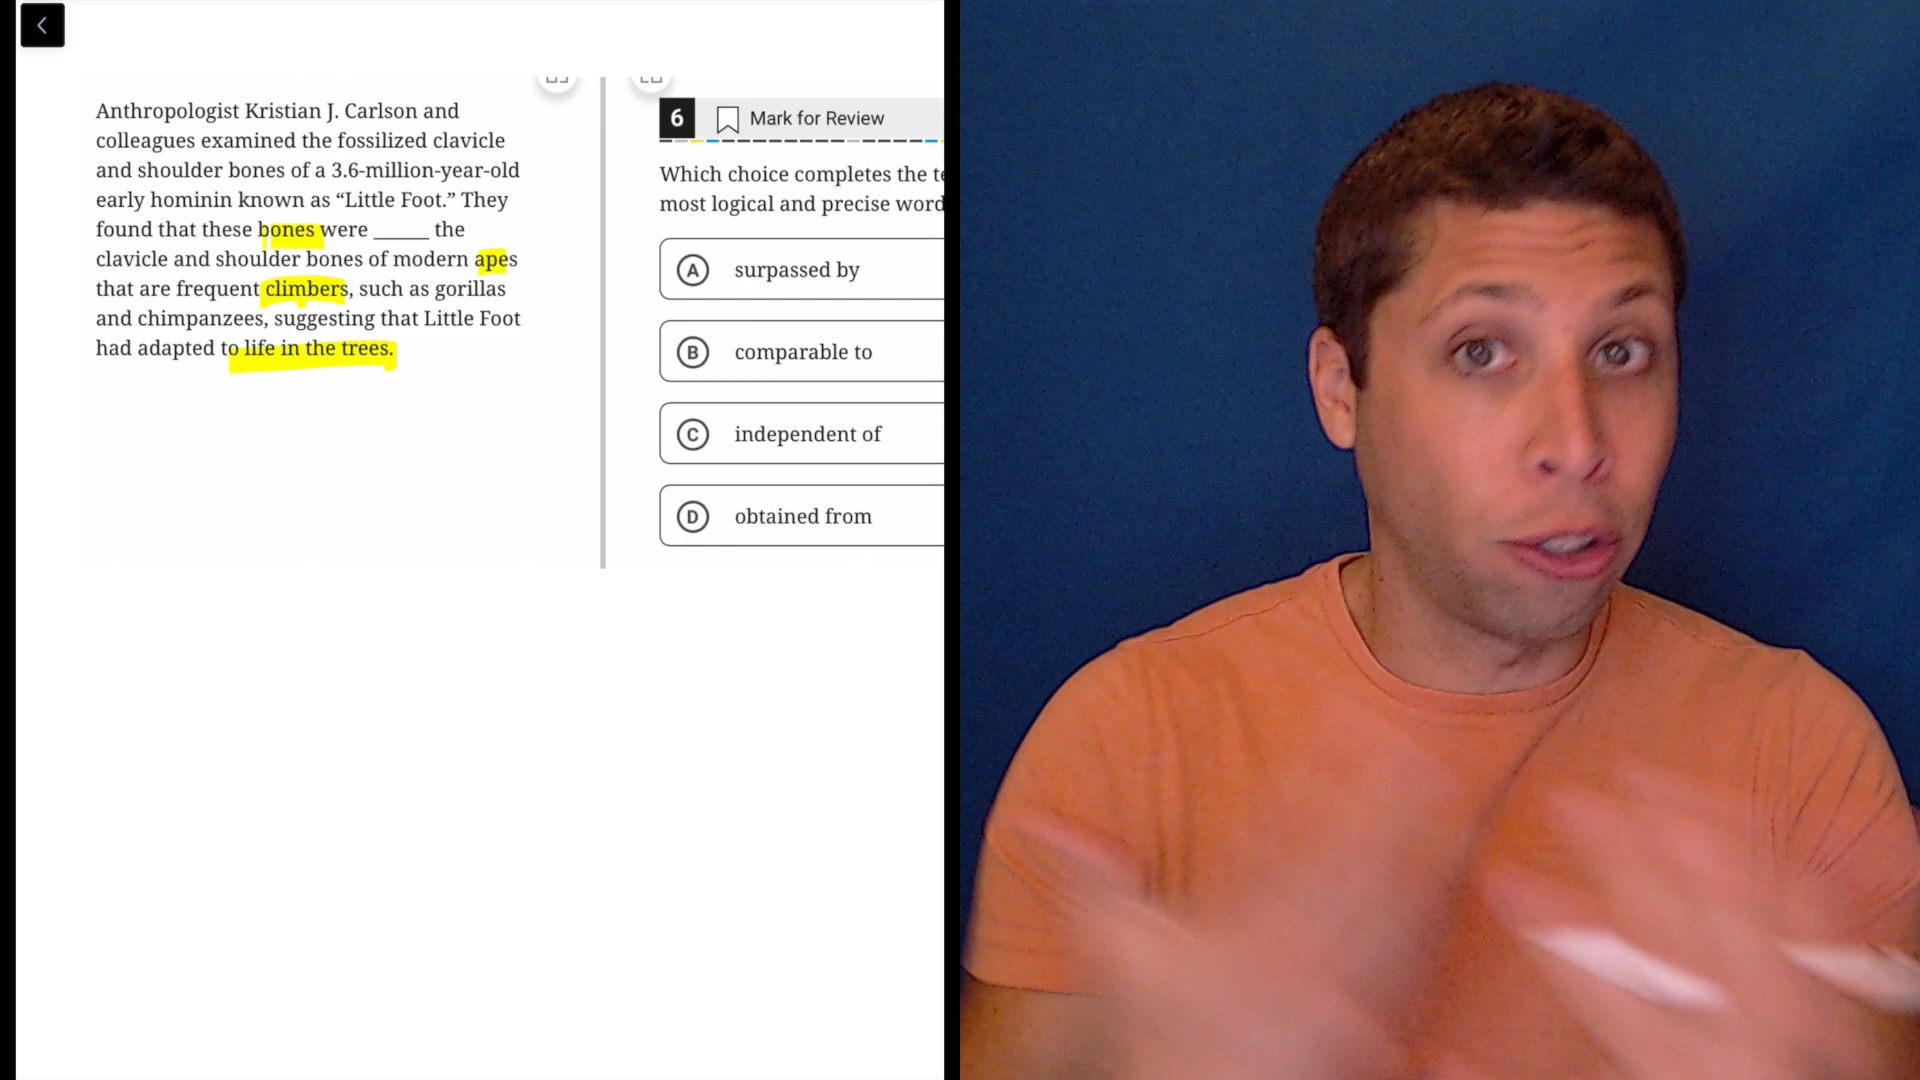 Anthropologist Kristian J. Carlson and
colleagues examined the fossilized clavicle
and shoulder bones of a 3.6-million-year-old
early hominin known as “Little Foot.” They
found that these bones were ______ the
clavicle and shoulder bones of modern apes
that are frequent climbers, such as gorillas
and chimpanzees, suggesting that Little Foot
had adapted to life in the trees.
6 Mark for Review
Which choice completes the
most logical and precise word
A surpassed by
B comparable to
C independent of
D obtained from